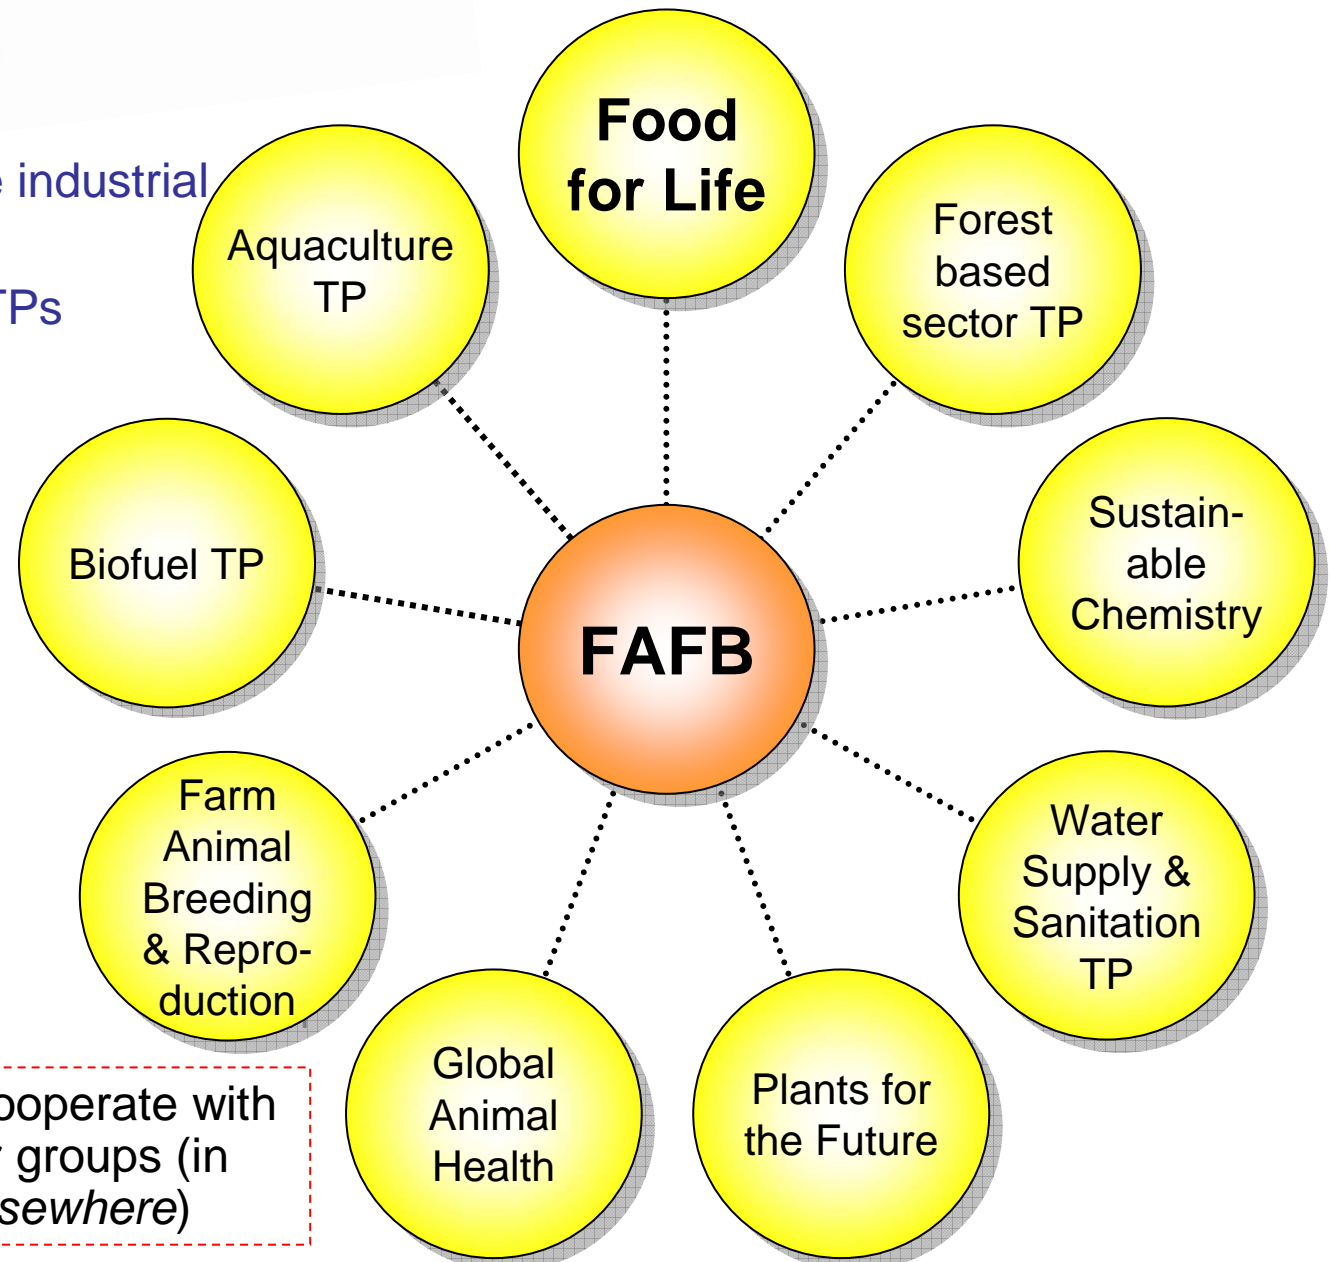 Food
for Life
industrial
TPs
Aquaculture
TP
Forest
based
sector TP
Biofuel TP
Sustain-
able
Chemistry
FAFB
Farm
Animal
Breeding
& Repro-
duction
Water
Supply &
Sanitation
TP
Global
Animal
Health
Plants for
the Future
ooperate with
groups (in
sewhere)